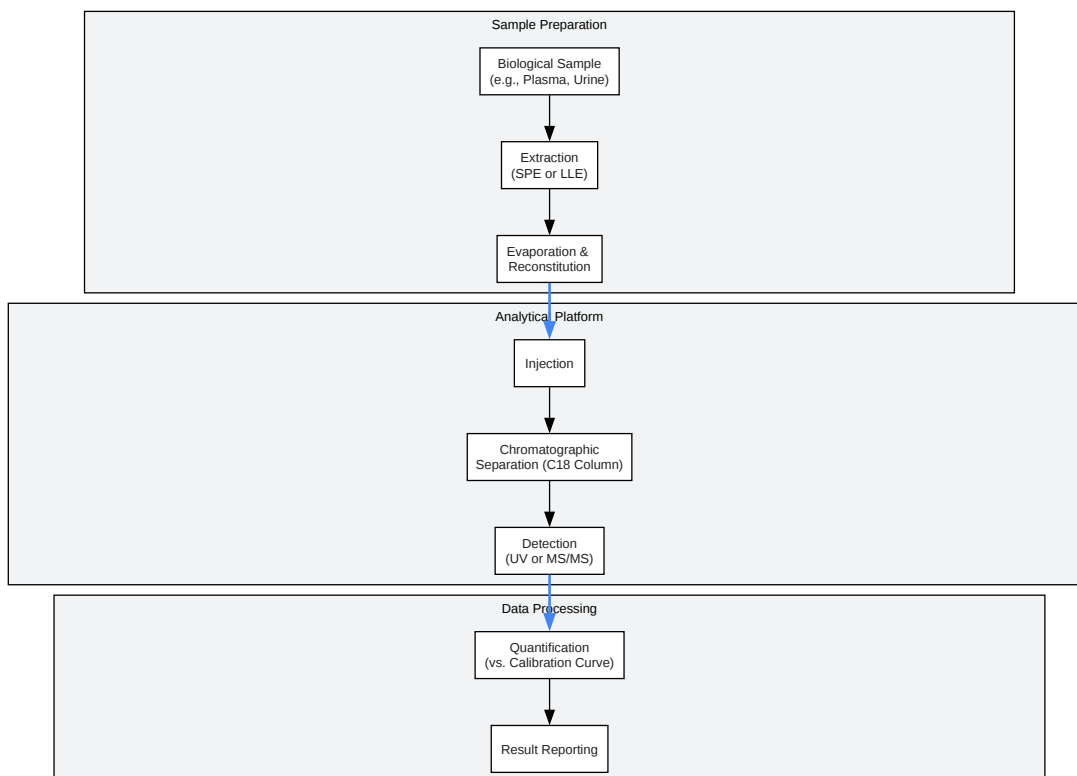 Sample Preparation
Biological Sample
(e.g., Plasma, Urine)
Extraction
(SPE or LLE)
Evaporation &
Reconstitution
Analytical Platform
Injection
Chromatographic
Separation (C18 Column)
Detection
(UV or MS/MS)
Data Processing
Quantification
(vs. Calibration Curve)
Result Reporting